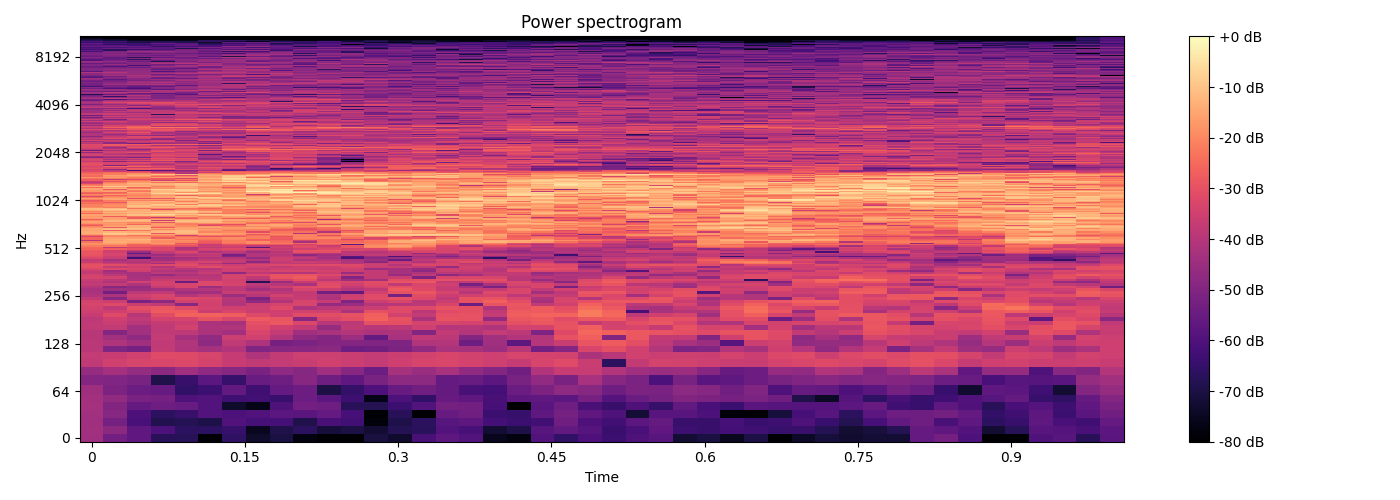 Power spectrogram
8192
4096
2048
1024
512
256
128
64
0
Hz
0 0.15 0.3 0.45 0.6 0.75 0.9
Time
+0 dB
-10 dB
-20 dB
-30 dB
-40 dB
-50 dB
-60 dB
-70 dB
-80 dB